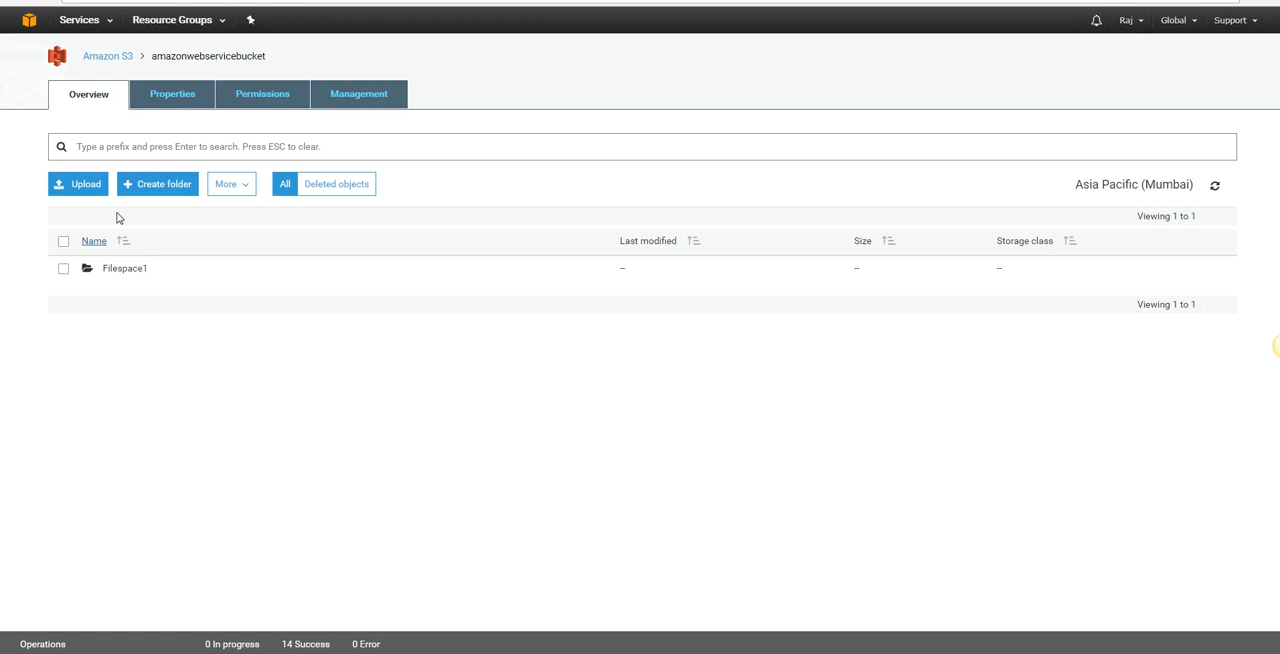 Services Resource Groups Raj Global Support
Amazon S3 > amazonwebservicebucket
Overview Properties Permissions Management
Type a prefix and press Enter to search. Press ESC to clear.
Upload + Create folder More All Deleted objects Asia Pacific (Mumbai)
Viewing 1 to 1
Name Last modified Size Storage class
Filespace1 -- -- --
Viewing 1 to 1
Operations 0 In progress 14 Success 0 Error